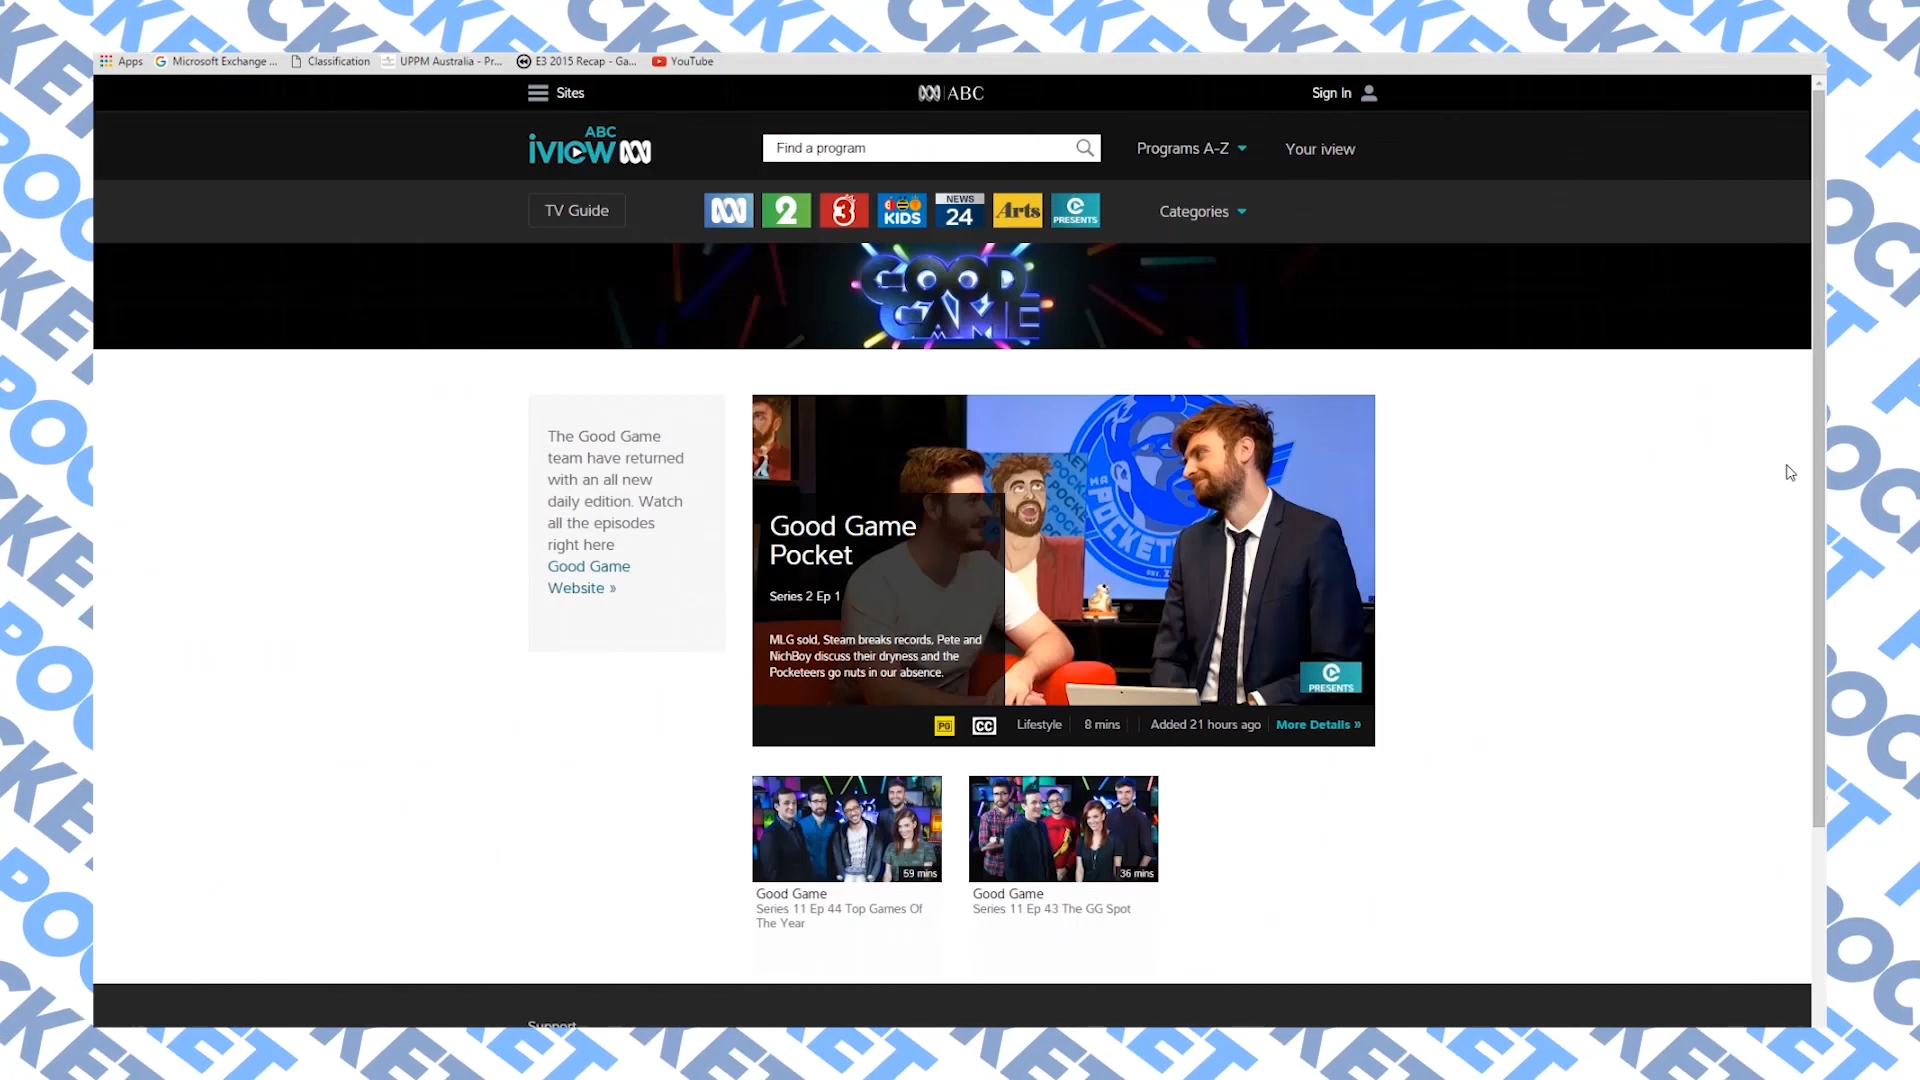 Apps
Microsoft Exchange ...
Classification
UPPM Australia - Pr...
E3 2015 Recap - Ga...
YouTube
Sites
ABC
Sign In
ABC
iview
Find a program
Programs A-Z
Your iview
TV Guide
2
3
KIDS
NEWS
24
Arts
PRESENTS
Categories
GOOD
GAME
The Good Game
team have returned
with an all new
daily edition. Watch
all the episodes
right here
Good Game
Website »
POCKET
Good Game
Pocket
Series 2 Ep 1
MLG sold, Steam breaks records, Pete and
NichBoy discuss their dryness and the
Pocketeers go nuts in our absence.
PRESENTS
PG
CC
Lifestyle
8 mins
Added 21 hours ago
More Details »
59 mins
36 mins
Good Game
Series 11 Ep 44 Top Games Of
The Year
Good Game
Series 11 Ep 43 The GG Spot
Support
POCKET